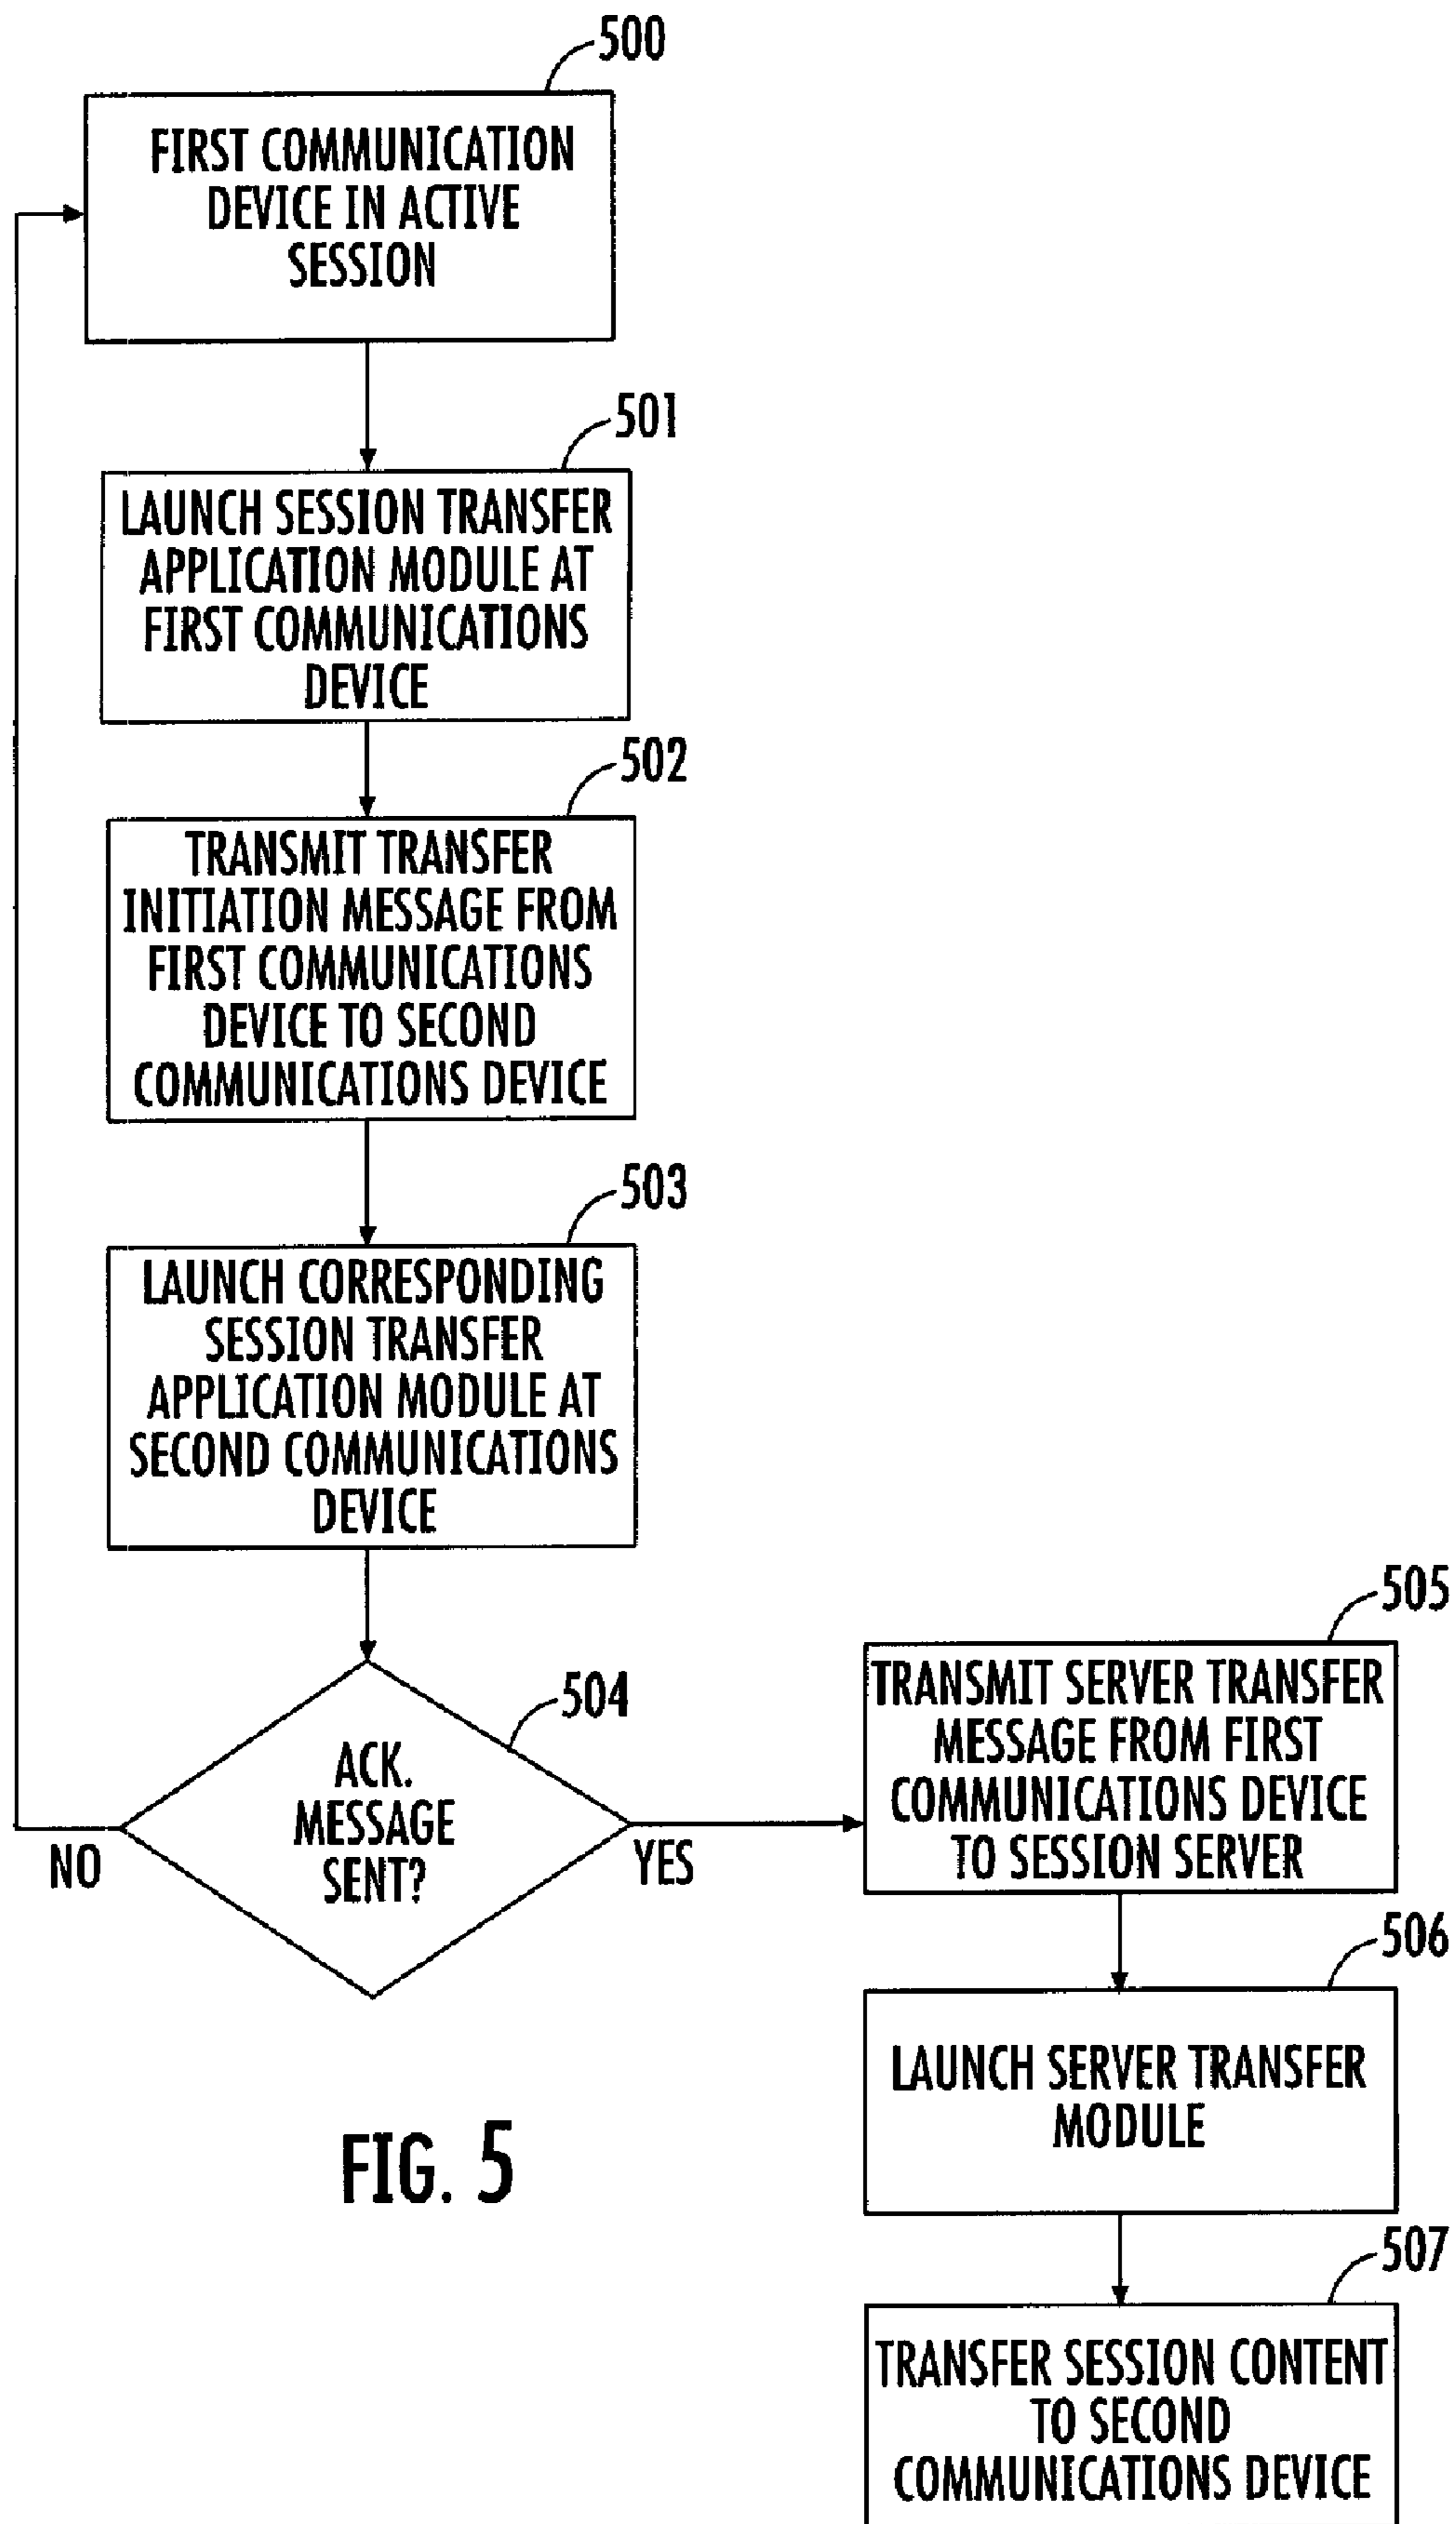 500
FIRST COMMUNICATION
DEVICE IN ACTIVE
SESSION
501
LAUNCH SESSION TRANSFER
APPLICATION MODULE AT
FIRST COMMUNICATIONS
DEVICE
502
TRANSMIT TRANSFER
INITIATION MESSAGE FROM
FIRST COMMUNICATIONS
DEVICE TO SECOND
COMMUNICATIONS DEVICE
503
LAUNCH CORRESPONDING
SESSION TRANSFER
APPLICATION MODULE AT
SECOND COMMUNICATIONS
DEVICE
504
ACK.
MESSAGE
SENT?
NO
YES
505
TRANSMIT SERVER TRANSFER
MESSAGE FROM FIRST
COMMUNICATIONS DEVICE
TO SESSION SERVER
506
LAUNCH SERVER TRANSFER
MODULE
507
TRANSFER SESSION CONTENT
TO SECOND
COMMUNICATIONS DEVICE
FIG. 5